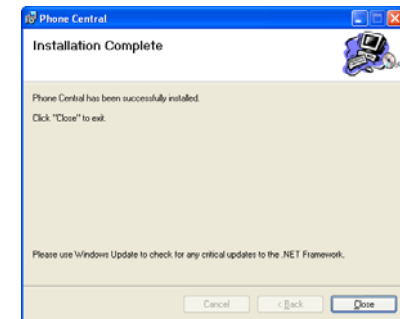 Phone Central
Installation Complete
Phone Central has been successfully installed.
Click "Close" to exit.
Please use Windows Update to check for any critical updates to the .NET Framework.
Cancel
< Back
Close